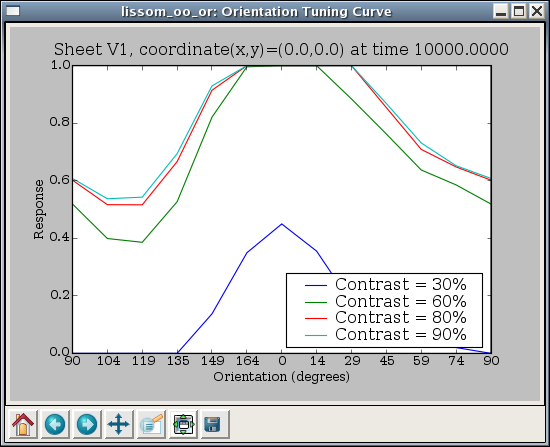 lissom_oo_or: Orientation Tuning Curve
Sheet V1, coordinate(x,y)=(0.0,0.0) at time 10000.0000
1.0
0.8
0.6
0.4
0.2
0.0
Response
Contrast = 30%
Contrast = 60%
Contrast = 80%
Contrast = 90%
90 104 119 135 149 164 0 14 29 45 59 74 90
Orientation (degrees)